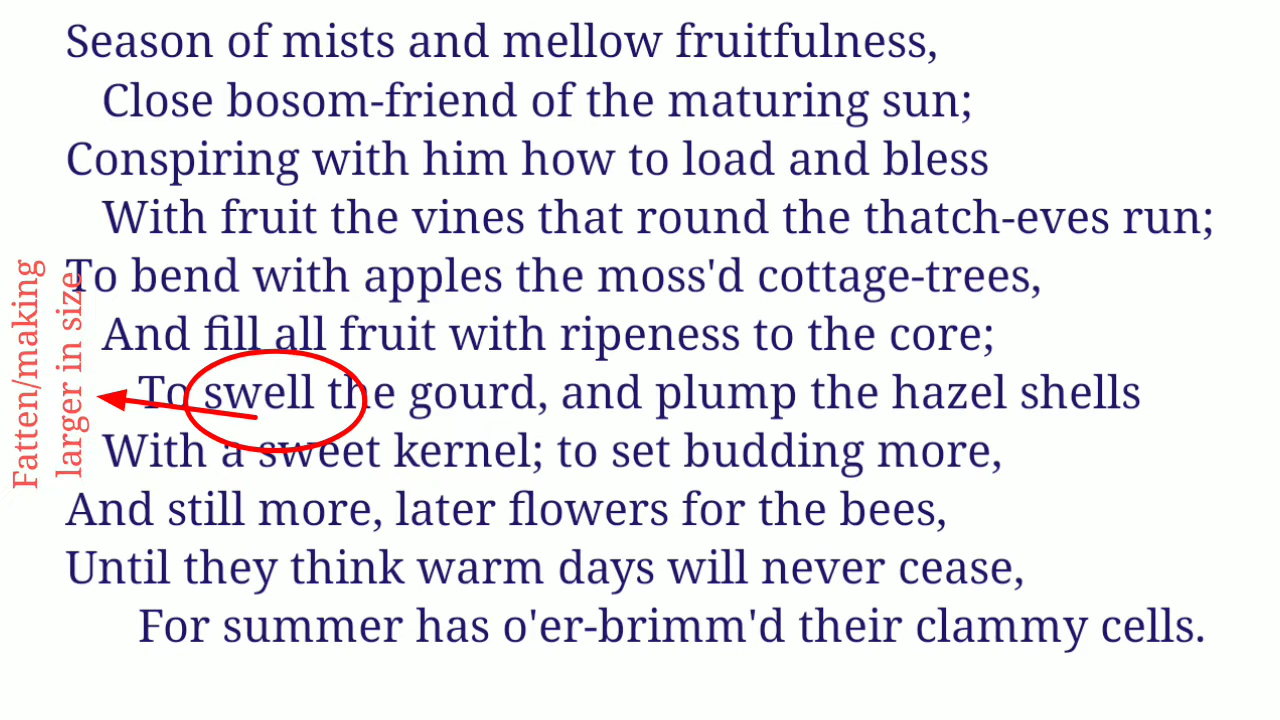 Season of mists and mellow fruitfulness,
Close bosom-friend of the maturing sun;
Conspiring with him how to load and bless
With fruit the vines that round the thatch-eves run;
To bend with apples the moss'd cottage-trees,
And fill all fruit with ripeness to the core;
To swell the gourd, and plump the hazel shells
With a sweet kernel; to set budding more,
And still more, later flowers for the bees,
Until they think warm days will never cease,
For summer has o'er-brimm'd their clammy cells.
Fatten/making
larger in size